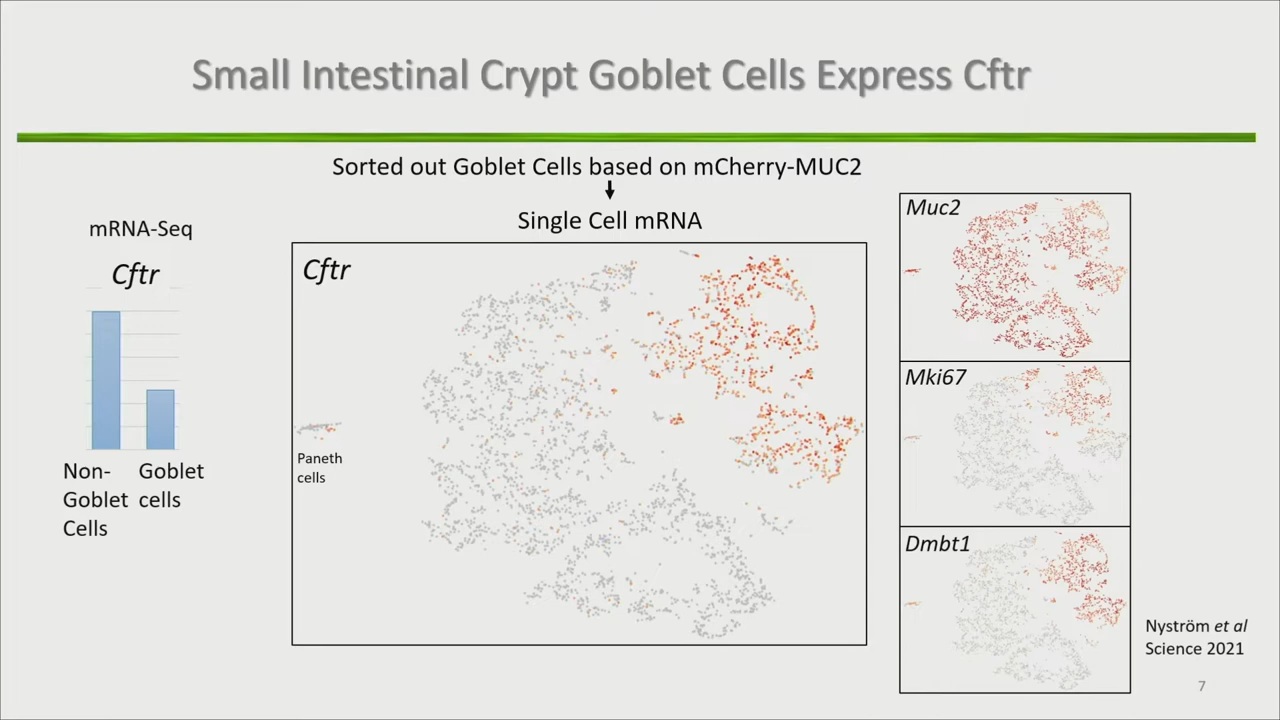 Small Intestinal Crypt Goblet Cells Express Cftr
Sorted out Goblet Cells based on mCherry-MUC2
Single Cell mRNA
mRNA-Seq
Cftr
Non-
Goblet
Cells
Goblet
cells
Cftr
Paneth
cells
Muc2
Mki67
Dmbt1
Nyström et al
Science 2021
7